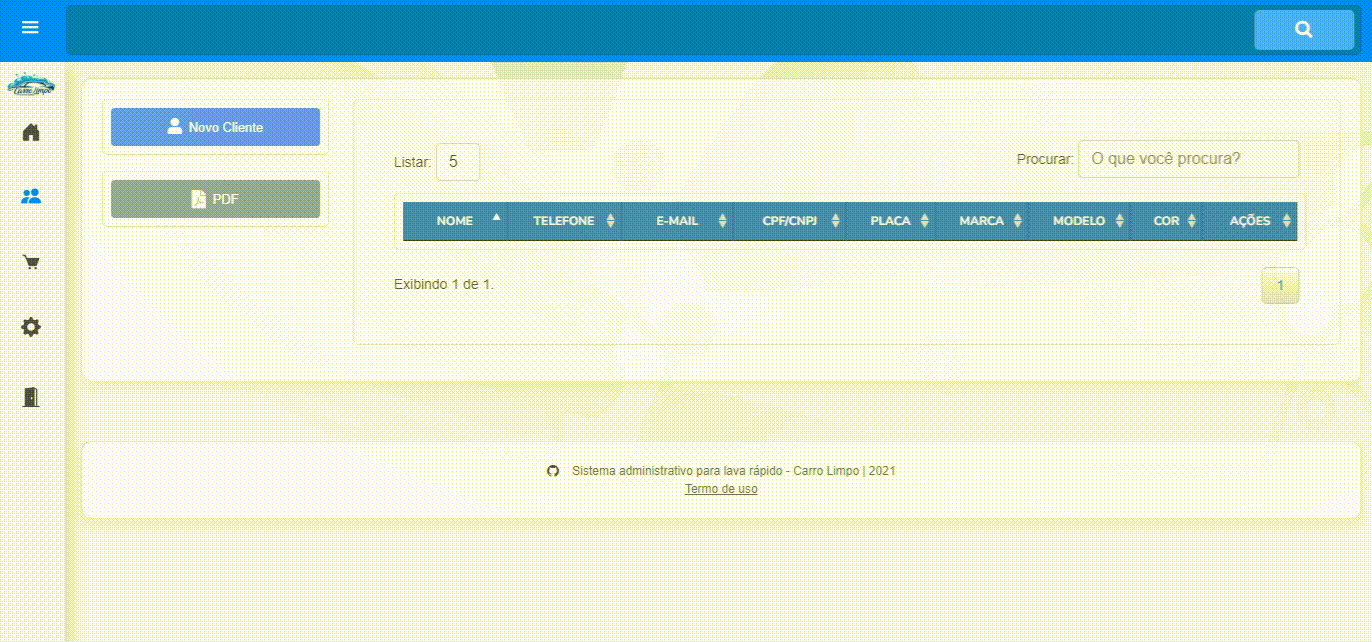 Carro Limpo
Novo Cliente
PDF
Listar: 5
Procurar: O que você procura?
NOME TELEFONE E-MAIL CPF/CNPJ PLACA MARCA MODELO COR AÇÕES
Exibindo 1 de 1.
1
Sistema administrativo para lava rápido - Carro Limpo | 2021
Termo de uso